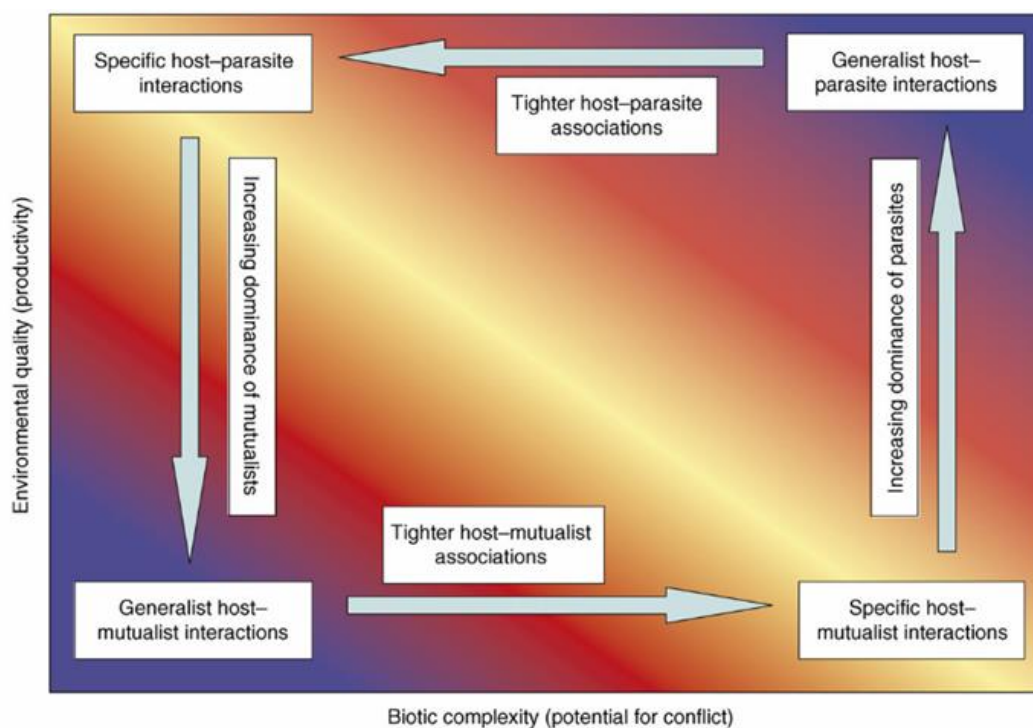 Specific host–parasite
interactions
Generalist host–
parasite interactions
Tighter host–parasite
associations
Environmental quality (productivity)
Increasing dominance of mutualists
Increasing dominance of parasites
Tighter host–mutualist
associations
Generalist host–
mutualist interactions
Specific host–
mutualist interactions
Biotic complexity (potential for conflict)